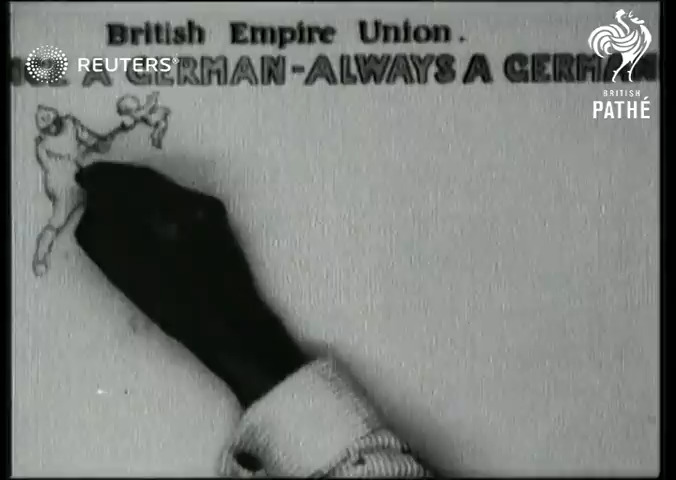 British Empire Union.
A GERMAN-ALWAYS A GERMAN
REUTERS
BRITISH
PATHÉ